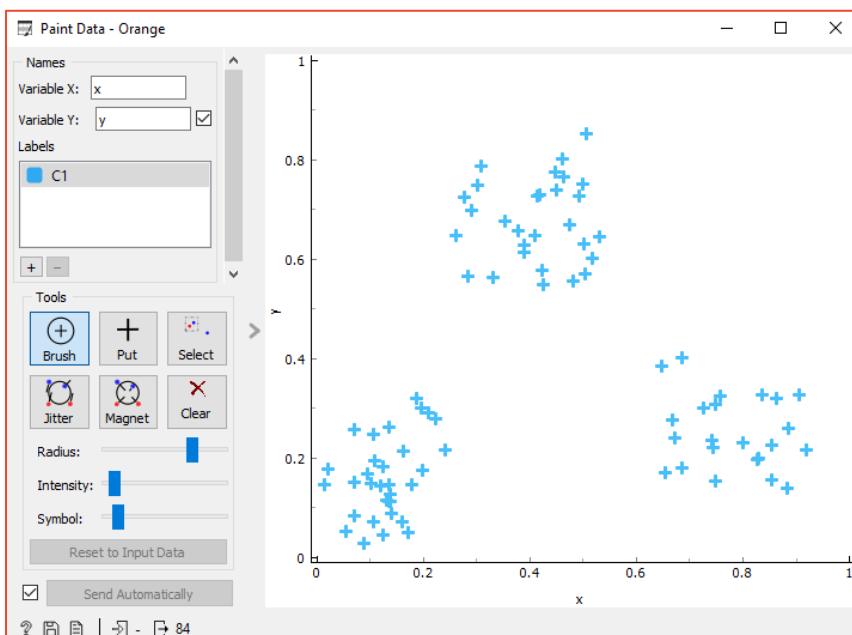 Paint Data - Orange
Names
Variable X: x
Variable Y: y
Labels
C1
+ −
Tools
Brush Put Select
Jitter Magnet Clear
Radius:
Intensity:
Symbol:
Reset to Input Data
Send Automatically
? - 84
1
0.8
0.6
y
0.4
0.2
0
0 0.2 0.4 0.6 0.8 1
x